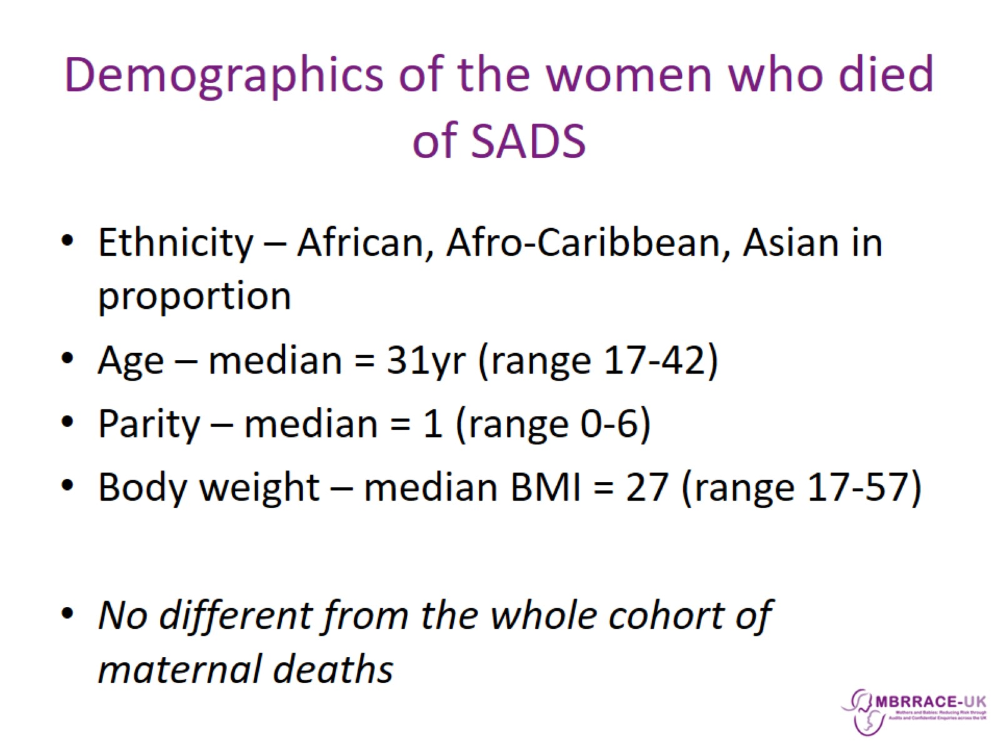 Demographics of the women who died
of SADS
• Ethnicity – African, Afro-Caribbean, Asian in
proportion
• Age – median = 31yr (range 17-42)
• Parity – median = 1 (range 0-6)
• Body weight – median BMI = 27 (range 17-57)
• No different from the whole cohort of
maternal deaths
MBRRACE-UK
Mothers and Babies: Reducing Risk through
Audits and Confidential Enquiries across the UK